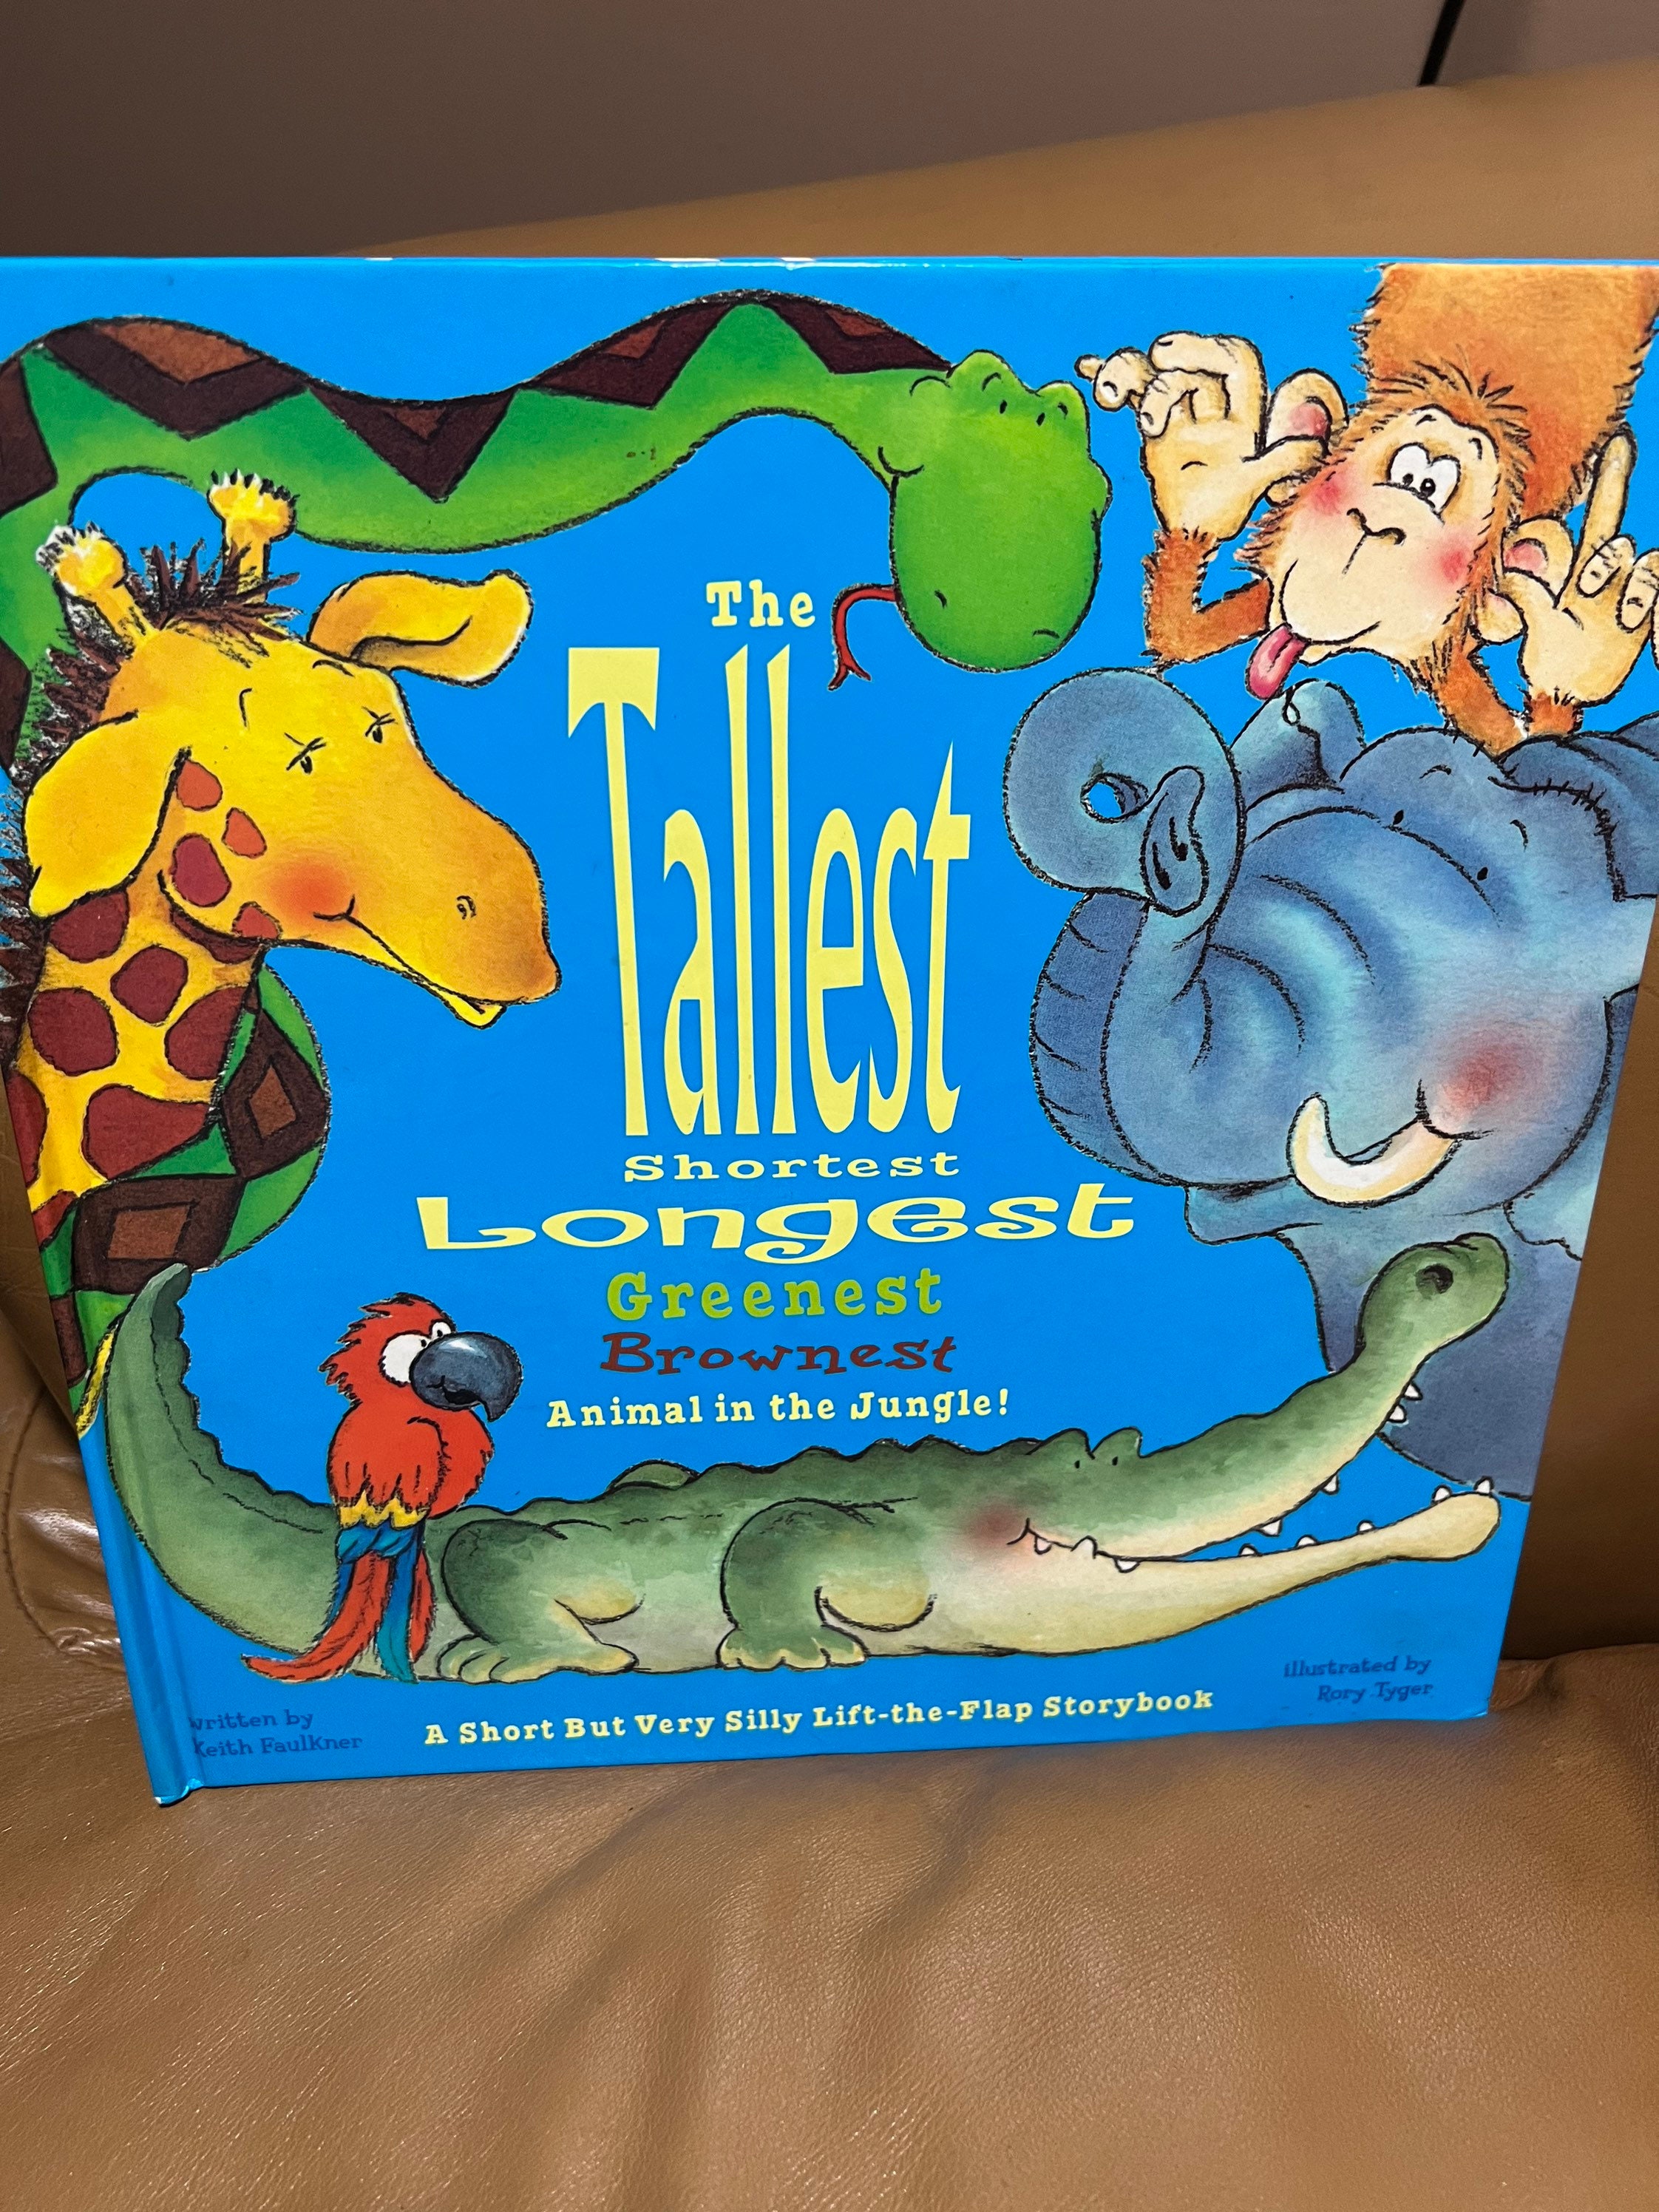 The
Tallest
Shortest
Longest
Greenest
Brownest
Animal in the Jungle!
written by
Keith Faulkner
A Short But Very Silly Lift-the-Flap Storybook
illustrated by
Rory Tyger